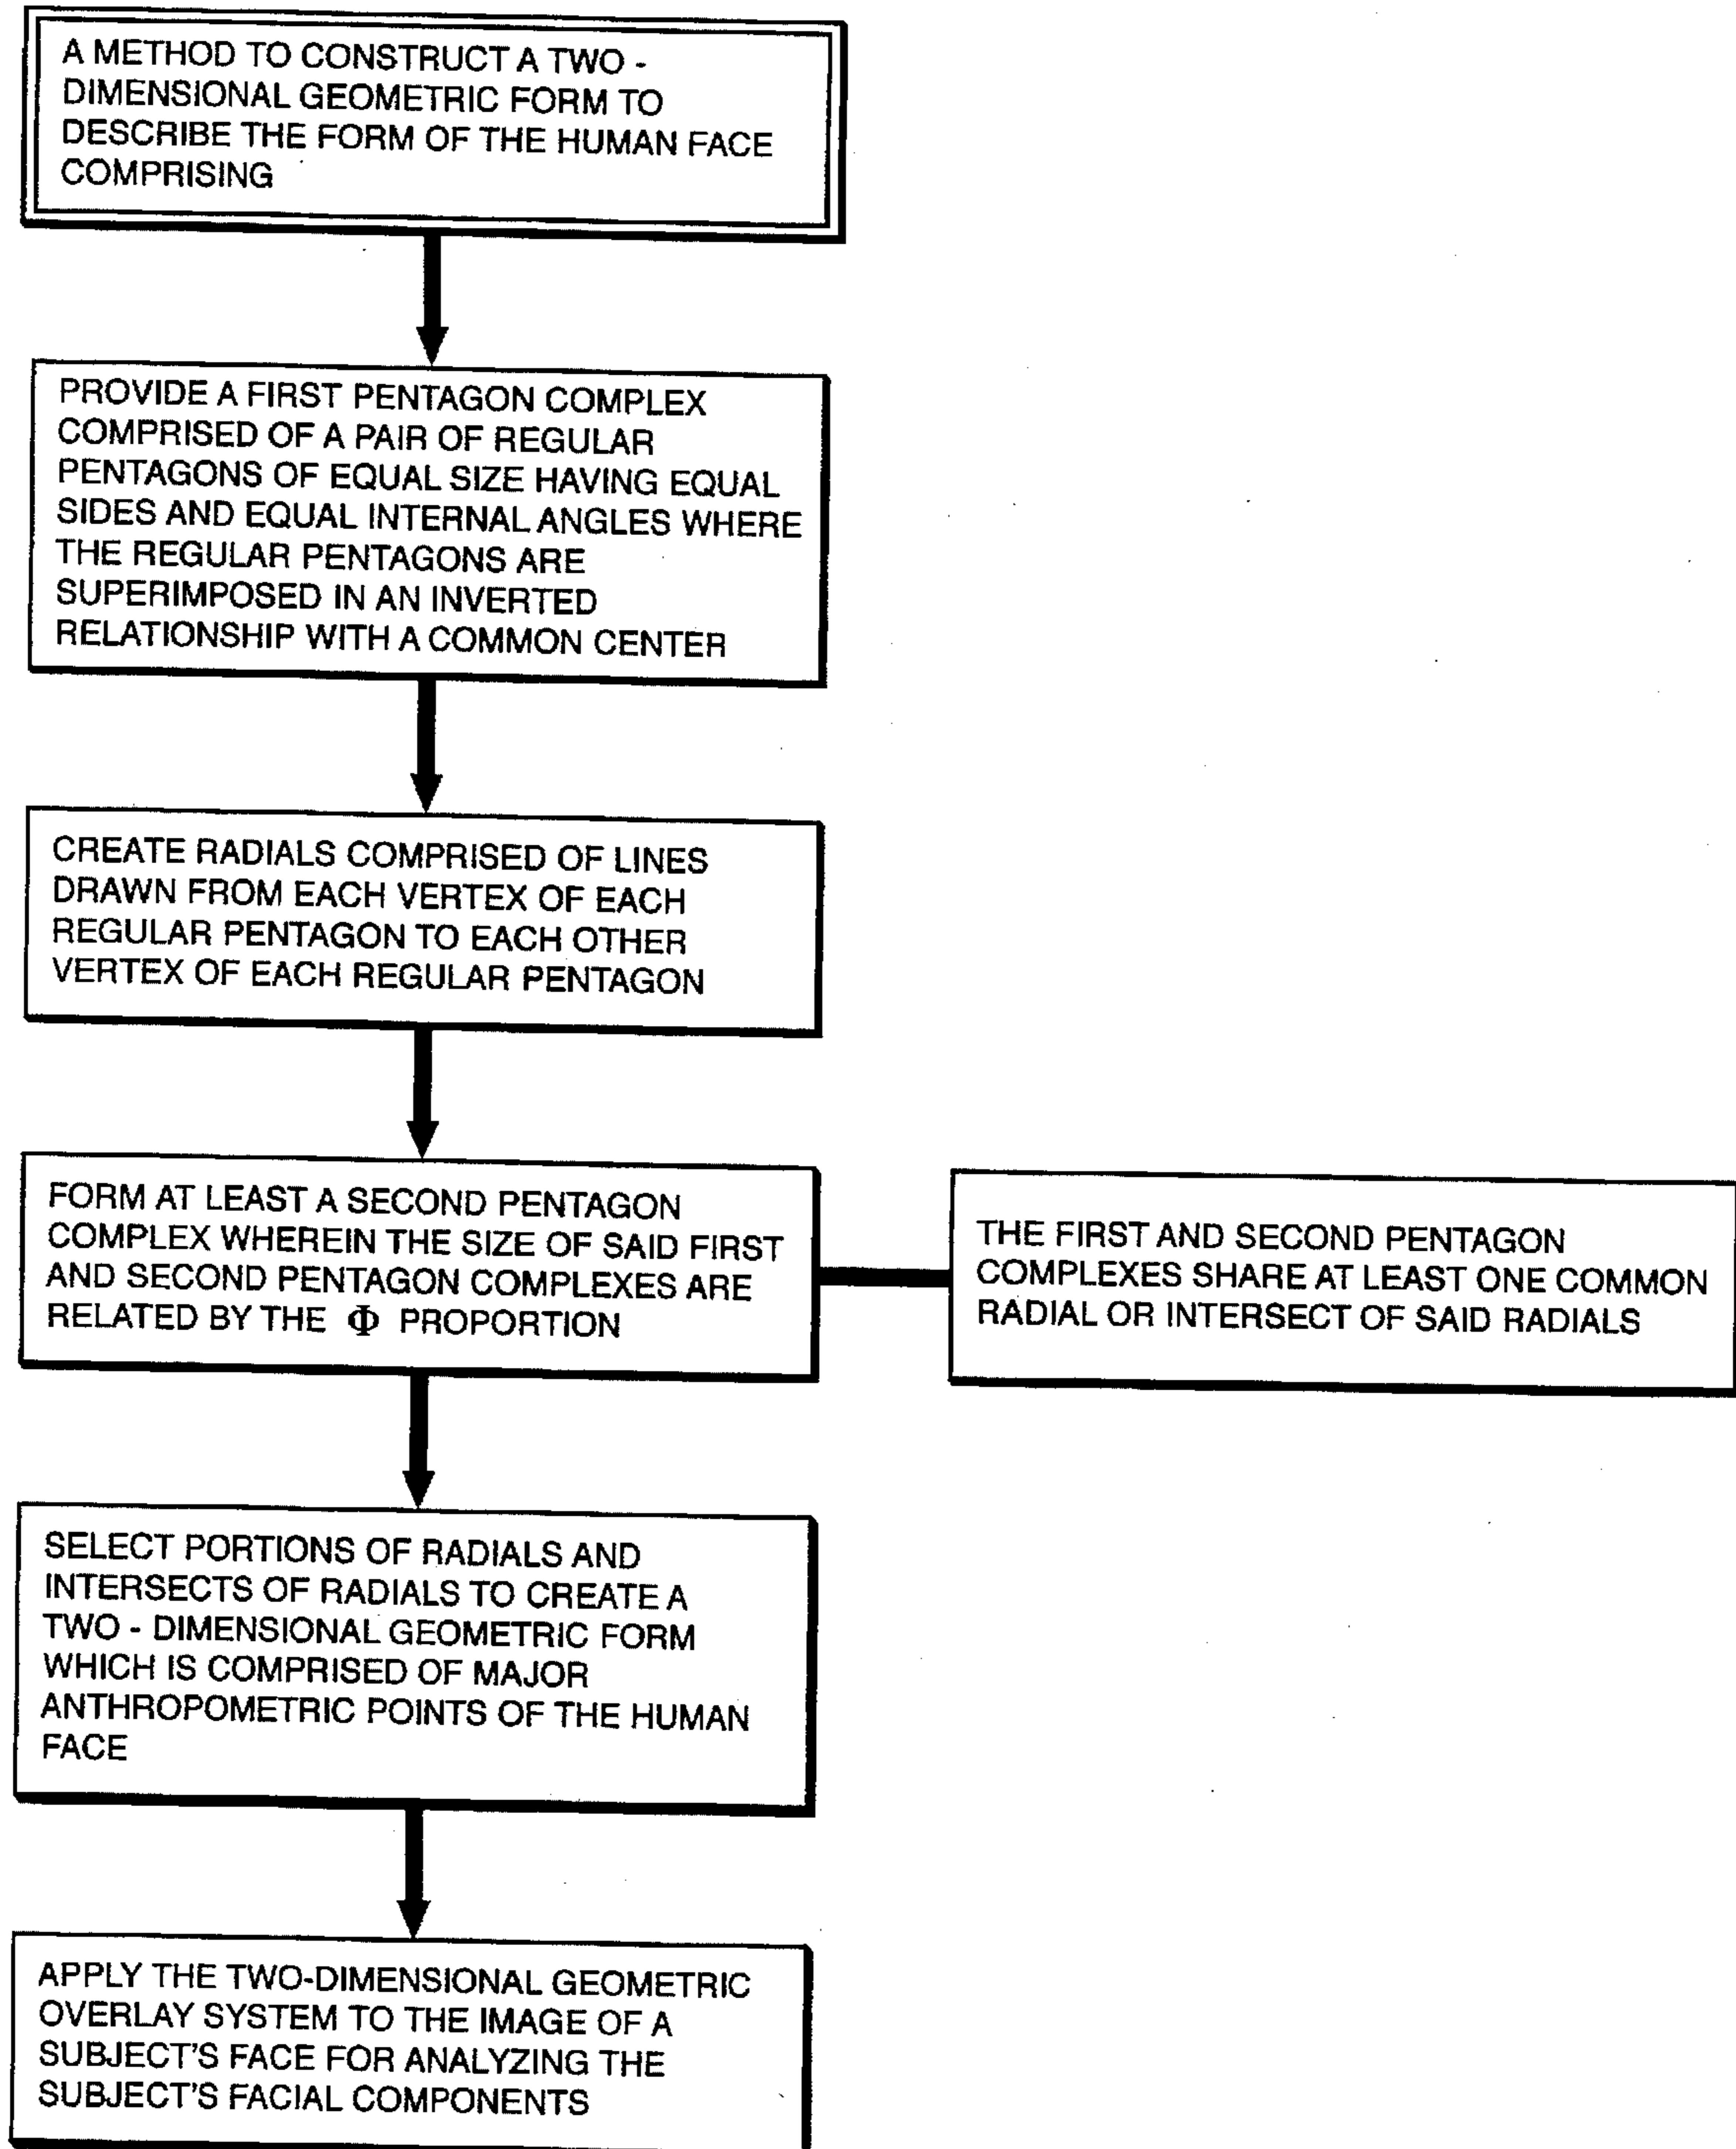 A METHOD TO CONSTRUCT A TWO -
DIMENSIONAL GEOMETRIC FORM TO
DESCRIBE THE FORM OF THE HUMAN FACE
COMPRISING
PROVIDE A FIRST PENTAGON COMPLEX
COMPRISED OF A PAIR OF REGULAR
PENTAGONS OF EQUAL SIZE HAVING EQUAL
SIDES AND EQUAL INTERNAL ANGLES WHERE
THE REGULAR PENTAGONS ARE
SUPERIMPOSED IN AN INVERTED
RELATIONSHIP WITH A COMMON CENTER
CREATE RADIALS COMPRISED OF LINES
DRAWN FROM EACH VERTEX OF EACH
REGULAR PENTAGON TO EACH OTHER
VERTEX OF EACH REGULAR PENTAGON
FORM AT LEAST A SECOND PENTAGON
COMPLEX WHEREIN THE SIZE OF SAID FIRST
AND SECOND PENTAGON COMPLEXES ARE
RELATED BY THE Φ PROPORTION
THE FIRST AND SECOND PENTAGON
COMPLEXES SHARE AT LEAST ONE COMMON
RADIAL OR INTERSECT OF SAID RADIALS
SELECT PORTIONS OF RADIALS AND
INTERSECTS OF RADIALS TO CREATE A
TWO - DIMENSIONAL GEOMETRIC FORM
WHICH IS COMPRISED OF MAJOR
ANTHROPOMETRIC POINTS OF THE HUMAN
FACE
APPLY THE TWO-DIMENSIONAL GEOMETRIC
OVERLAY SYSTEM TO THE IMAGE OF A
SUBJECT'S FACE FOR ANALYZING THE
SUBJECT'S FACIAL COMPONENTS